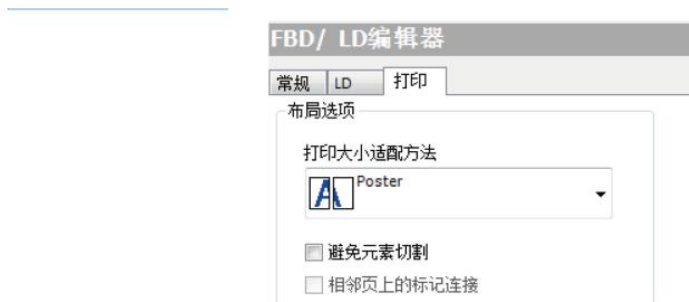 FBD/ LD编辑器
常规 LD 打印
布局选项
打印大小适配方法
Poster
避免元素切割
相邻页上的标记连接